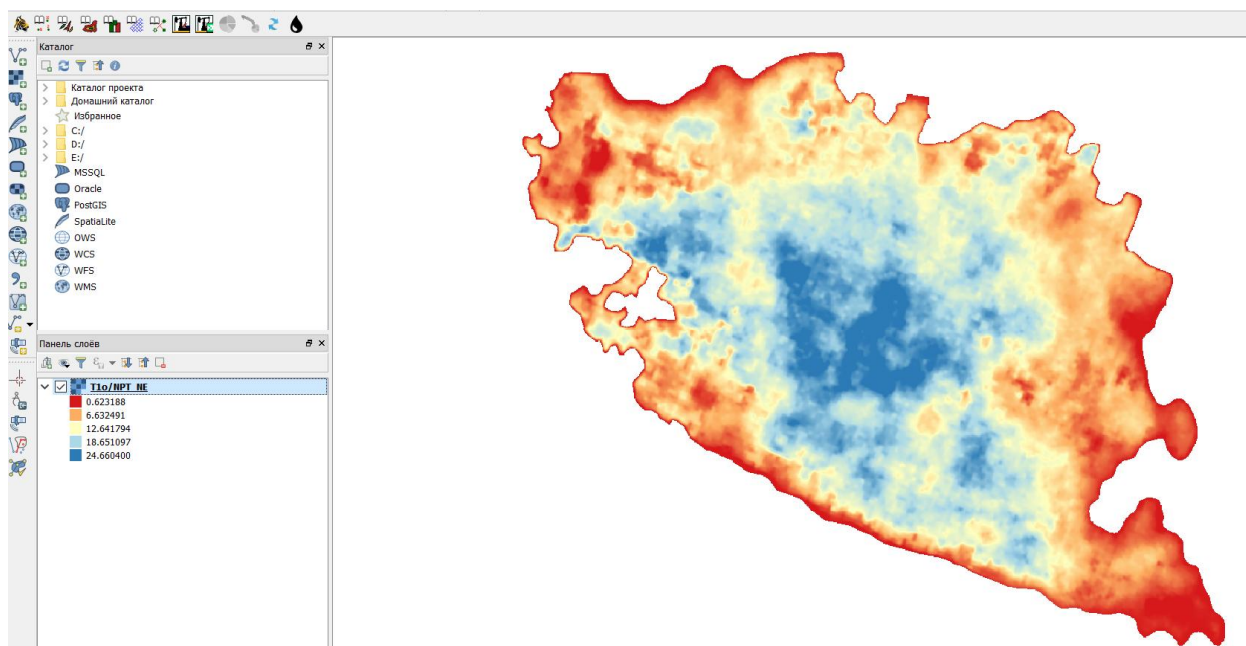 Каталог
Каталог проекта
Домашний каталог
Избранное
C:/
D:/
E:/
MSSQL
Oracle
PostGIS
SpatiaLite
OWS
WCS
WFS
WMS
Панель слоёв
T1o/NPT NE
0.623188
6.632491
12.641794
18.651097
24.660400